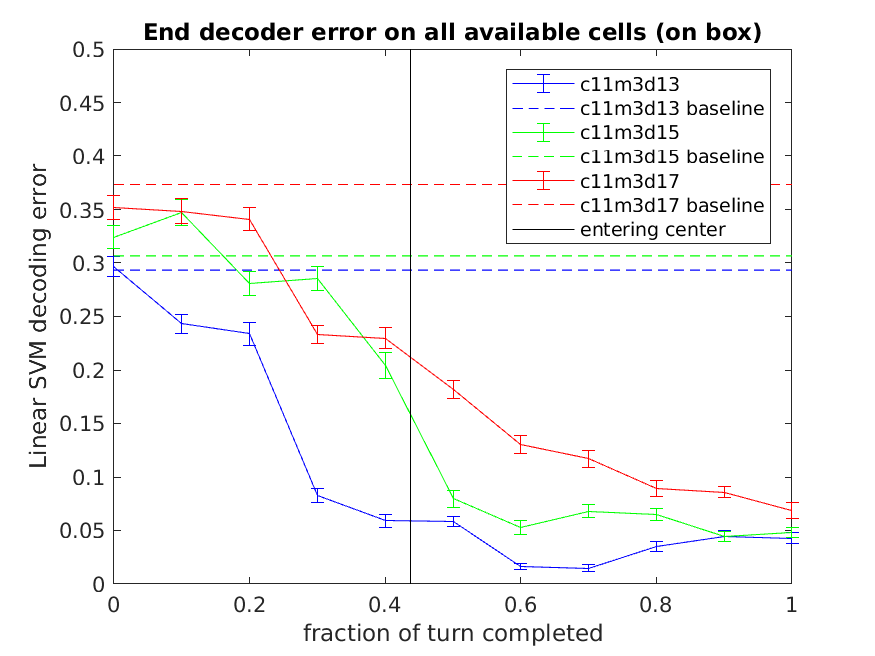 End decoder error on all available cells (on box)
0.5
0.45
0.4
0.35
0.3
0.25
0.2
0.15
0.1
0.05
0
Linear SVM decoding error
c11m3d13
c11m3d13 baseline
c11m3d15
c11m3d15 baseline
c11m3d17
c11m3d17 baseline
entering center
0 0.2 0.4 0.6 0.8 1
fraction of turn completed